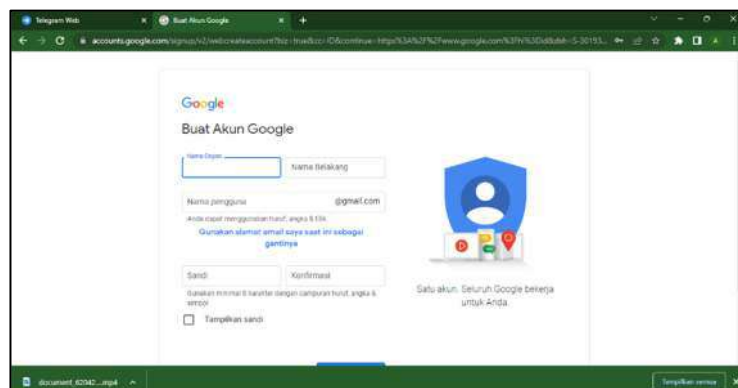 Telegram Web
Buat Akun Google
Google
Buat Akun Google
Nama Depan
Nama Belakang
Nama pengguna
@gmail.com
Anda dapat menggunakan huruf, angka &
Gunakan alamat email saya saat ini sebagai
gantinya
Sandi
Konfirmasi
Gunakan minimal 8 karakter dengan campuran huruf, angka &
simbol
Tampilkan sandi
Satu akun. Seluruh Google bekerja
untuk Anda.
document_62042....mp4
Tampilkan semua